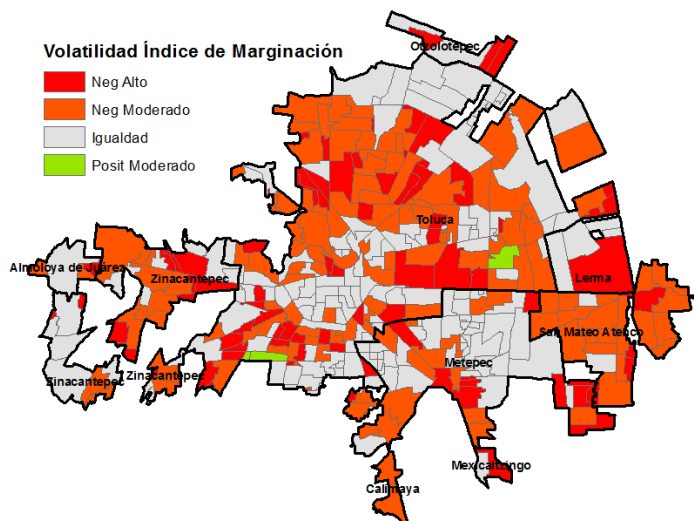 Volatilidad Índice de Marginación
Neg Alto
Neg Moderado
Igualdad
Posit Moderado
Otzolotepec
Toluca
Almoloya de Juárez
Zinacantepec
Lerma
San Mateo Atenco
Metepec
Zinacantepec
Zinacantepec
Mexicaltzingo
Calimaya